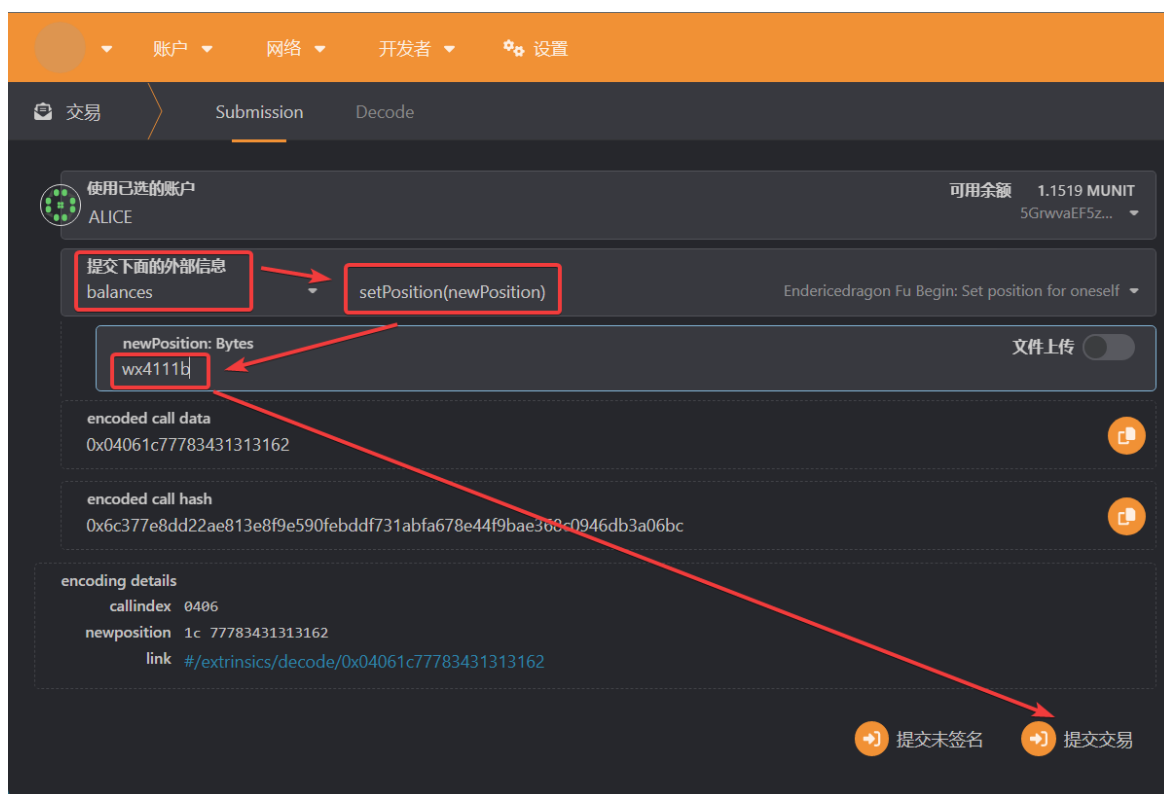 账户 网络 开发者 设置
交易 Submission Decode
使用已选的账户 可用余额 1.1519 MUNIT
ALICE 5GrwvaEF5z...
提交下面的外部信息
balances setPosition(newPosition) Endericedragon Fu Begin: Set position for oneself
newPosition: Bytes 文件上传
wx4111b
encoded call data
0x04061c77783431313162
encoded call hash
0x6c377e8dd22ae813e8f9e590febddf731abfa678e44f9bae368c0946db3a06bc
encoding details
callindex 0406
newposition 1c 77783431313162
link #/extrinsics/decode/0x04061c77783431313162
提交未签名 提交交易